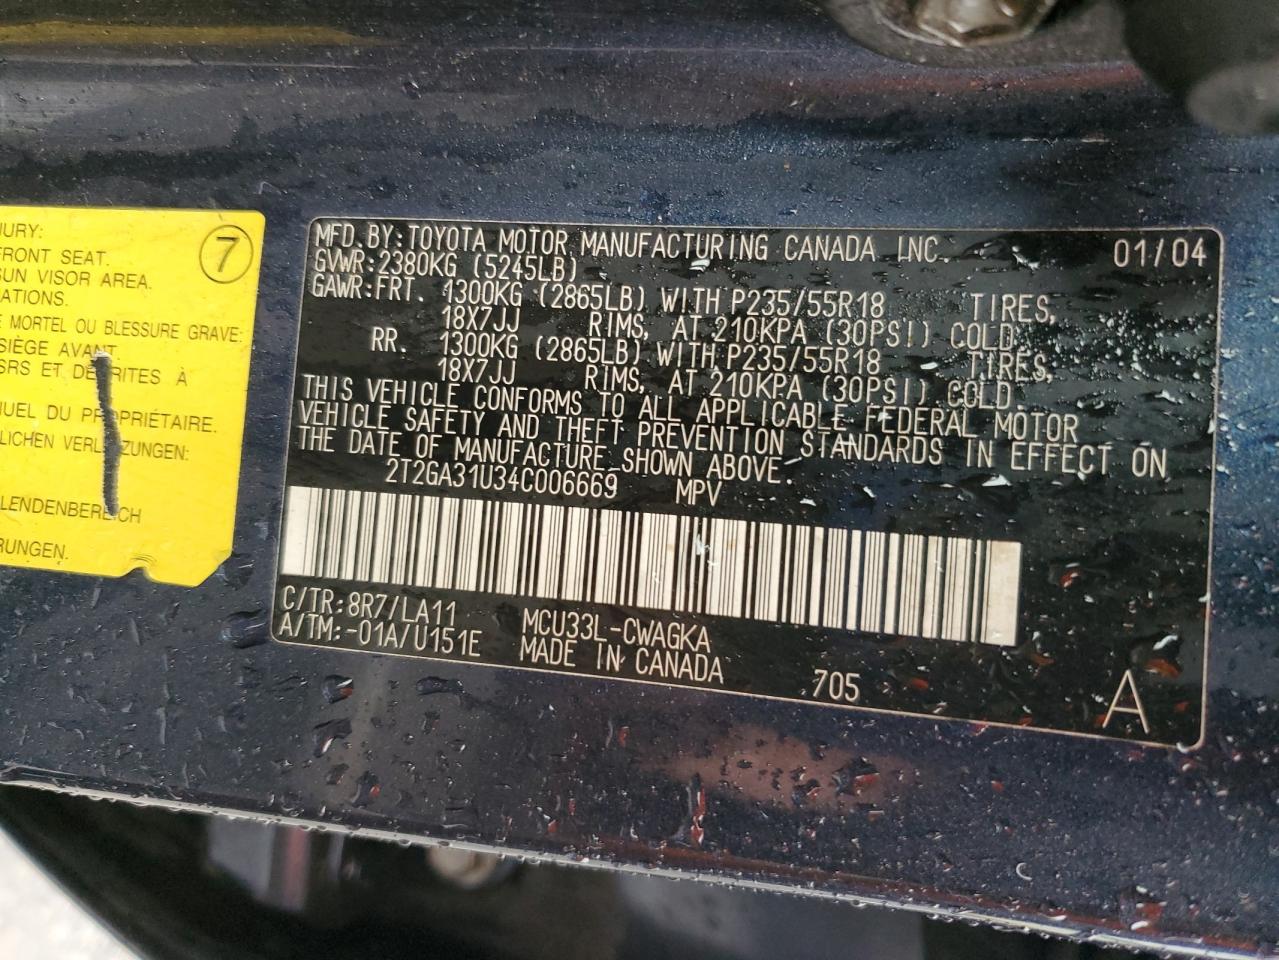 JURY:
FRONT SEAT.
SUN VISOR AREA.
ATIONS.
E MORTEL OU BLESSURE GRAVE:
SIÈGE AVANT
SRS ET DÉCRITES À
NUEL DU PROPRIÉTAIRE.
LICHEN VERLETZUNGEN:
LLENDENBEREICH
RUNGEN.
7
MFD.BY:TOYOTA MOTOR MANUFACTURING CANADA INC. 01/04
GVWR:2380KG (5245LB)
GAWR:FRT. 1300KG (2865LB) WITH P235/55R18 TIRES,
18X7JJ RIMS, AT 210KPA (30PSI) COLD
RR. 1300KG (2865LB) WITH P235/55R18 TIRES,
18X7JJ RIMS, AT 210KPA (30PSI) COLD
THIS VEHICLE CONFORMS TO ALL APPLICABLE FEDERAL MOTOR
VEHICLE SAFETY AND THEFT PREVENTION STANDARDS IN EFFECT ON
THE DATE OF MANUFACTURE SHOWN ABOVE.
2T2GA31U34C006669 MPV
C/TR:8R7/LA11 MCU33L-CWAGKA
A/TM:-01A/U151E MADE IN CANADA 705 A